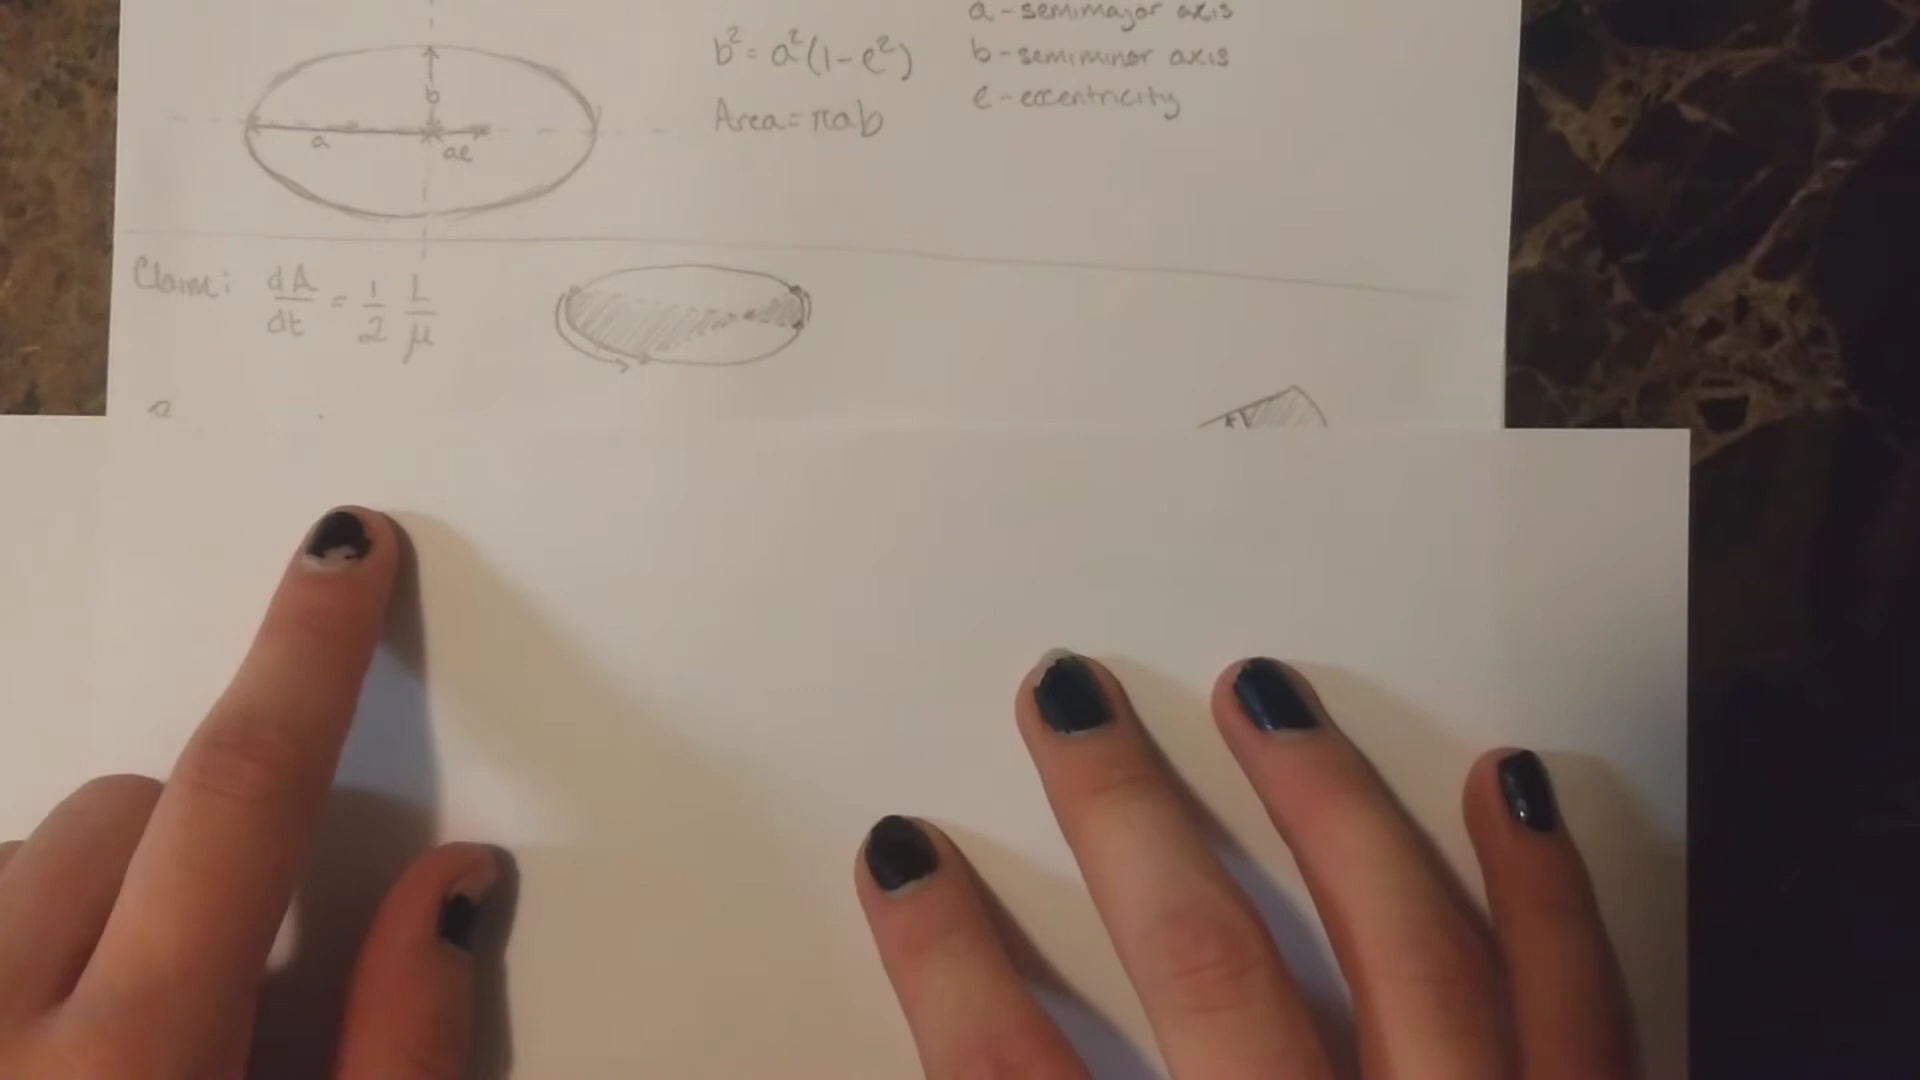 a - semimajor axis
b² = a²(1-e²)
b - semiminor axis
e - eccentricity
Area = πab
b
a
ae
Claim: dA/dt = 1/2 L/μ